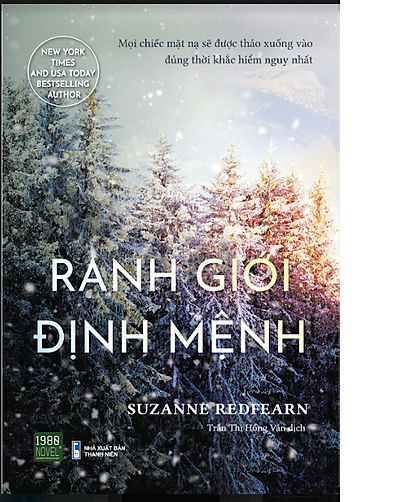 Mọi chiếc mặt nạ sẽ được tháo xuống vào
đúng thời khắc hiểm nguy nhất
NEW YORK
TIMES
AND USA TODAY
BESTSELLING
AUTHOR
RANH GIỚI
ĐỊNH MỆNH
SUZANNE REDFEARN
Trần Thị Hồng Vân dịch
1980
NOVEL
NHÀ XUẤT BẢN
THANH NIÊN